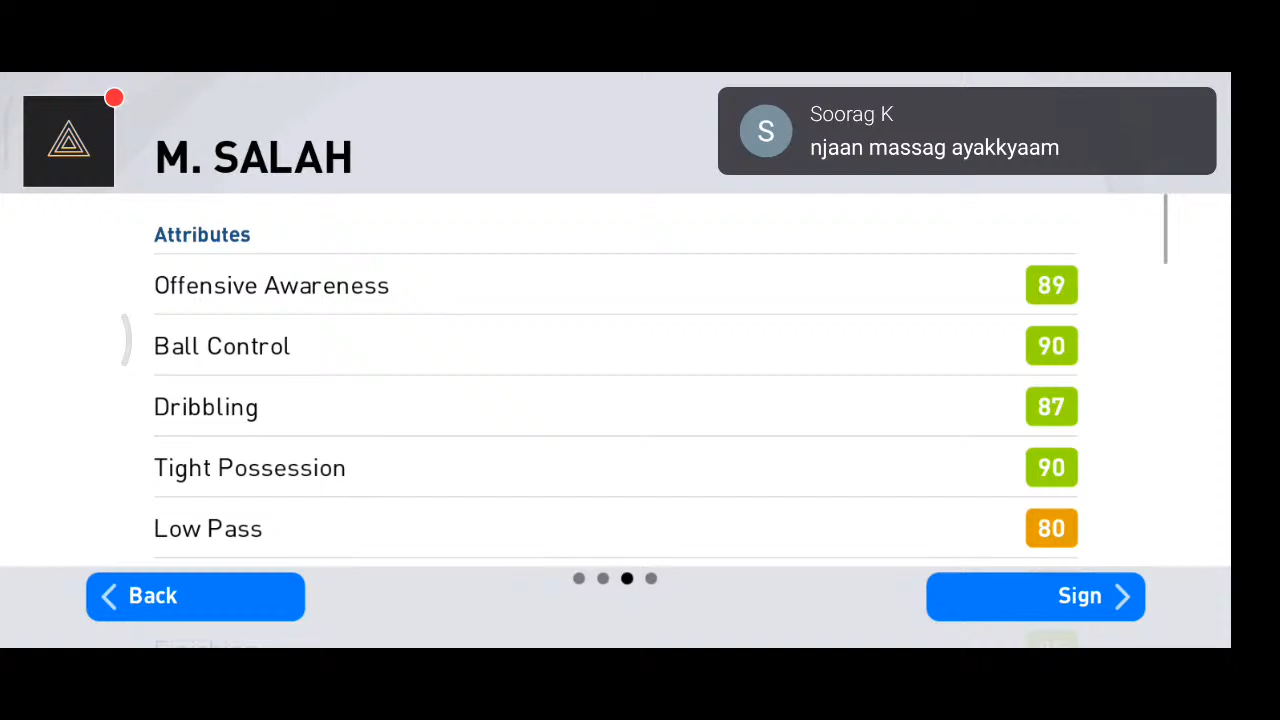 M. SALAH
S
Soorag K
njaan massag ayakkyaam
Attributes
Offensive Awareness 89
Ball Control 90
Dribbling 87
Tight Possession 90
Low Pass 80
Back
Sign